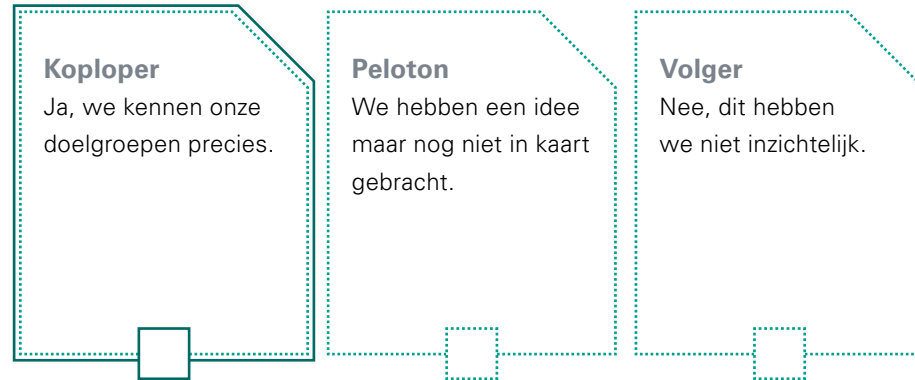 Koploper
Ja, we kennen onze
doelgroepen precies.
Peloton
We hebben een idee
maar nog niet in kaart
gebracht.
Volger
Nee, dit hebben
we niet inzichtelijk.